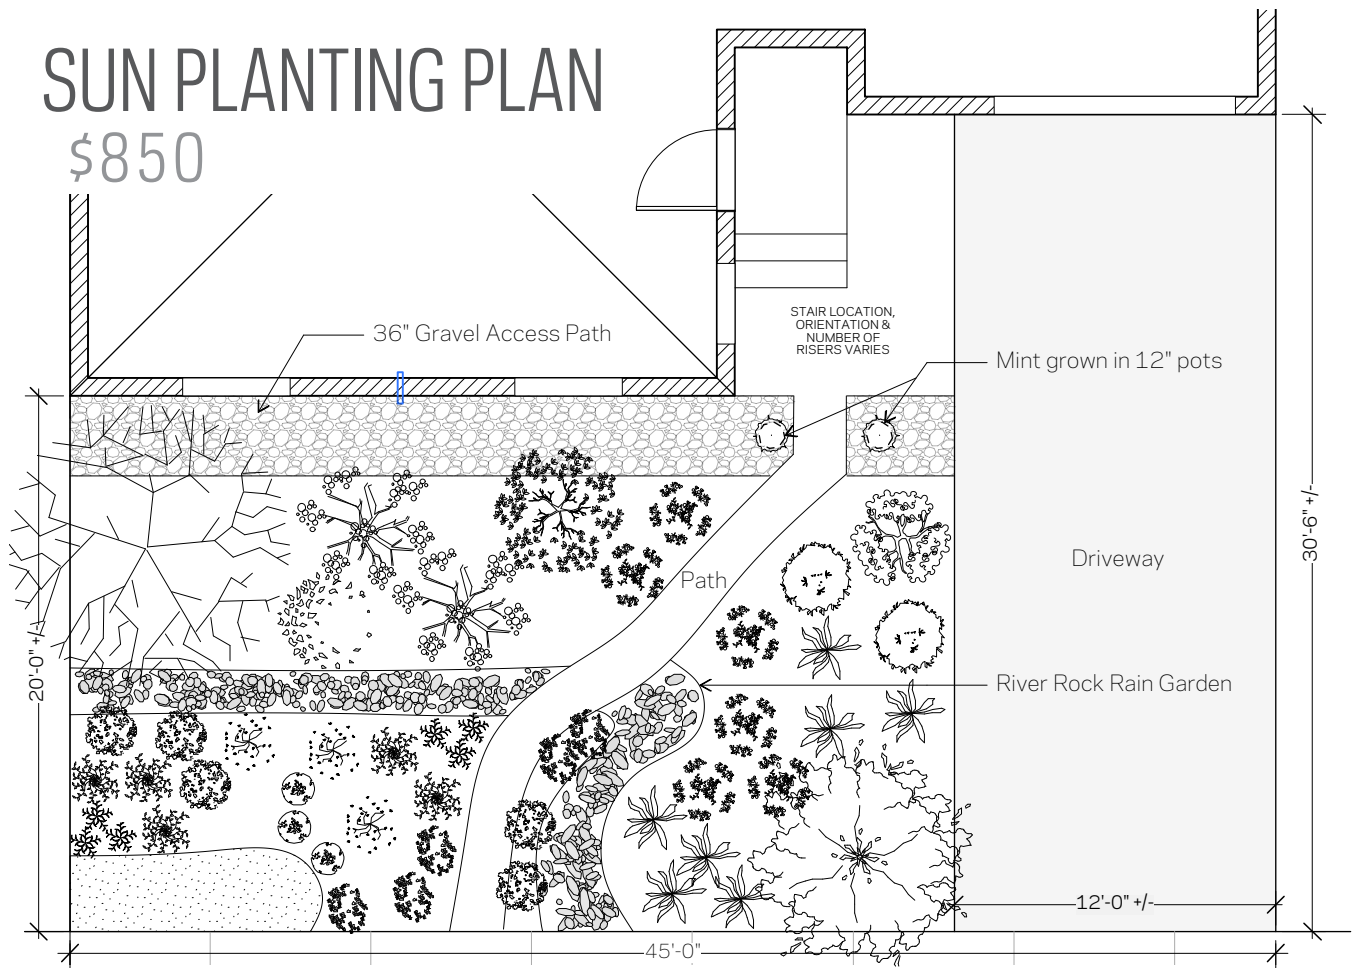 SUN PLANTING PLAN
$850
36" Gravel Access Path
STAIR LOCATION,
ORIENTATION &
NUMBER OF
RISERS VARIES
Mint grown in 12" pots
Path
Driveway
30'-6" +/-
20'-0" +/-
River Rock Rain Garden
12'-0" +/-
45'-0"